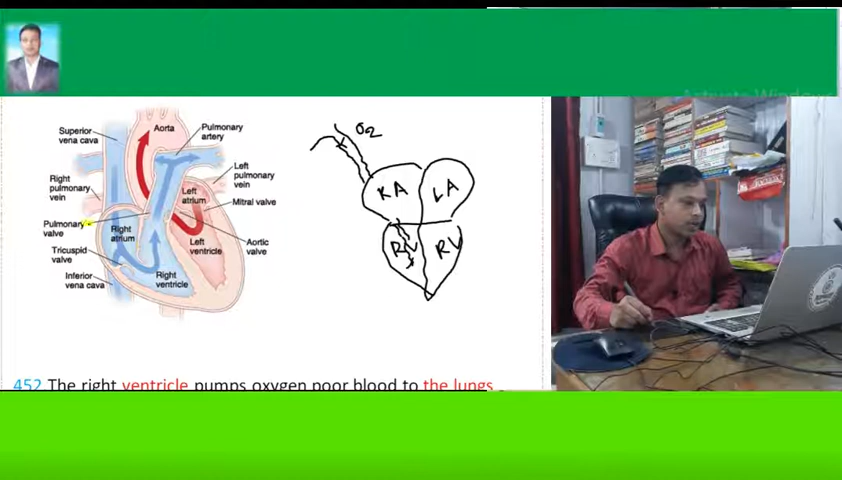 Activate Windows
Aorta
Pulmonary
artery
Superior
vena cava
Left
pulmonary
vein
Right
pulmonary
vein
Left
atrium
Mitral valve
Pulmonary
valve
Right
atrium
Left
ventricle
Aortic
valve
Tricuspid
valve
Inferior
vena cava
Right
ventricle
O2
RA
LA
RV
RV
452 The right ventricle pumps oxygen poor blood to the lungs